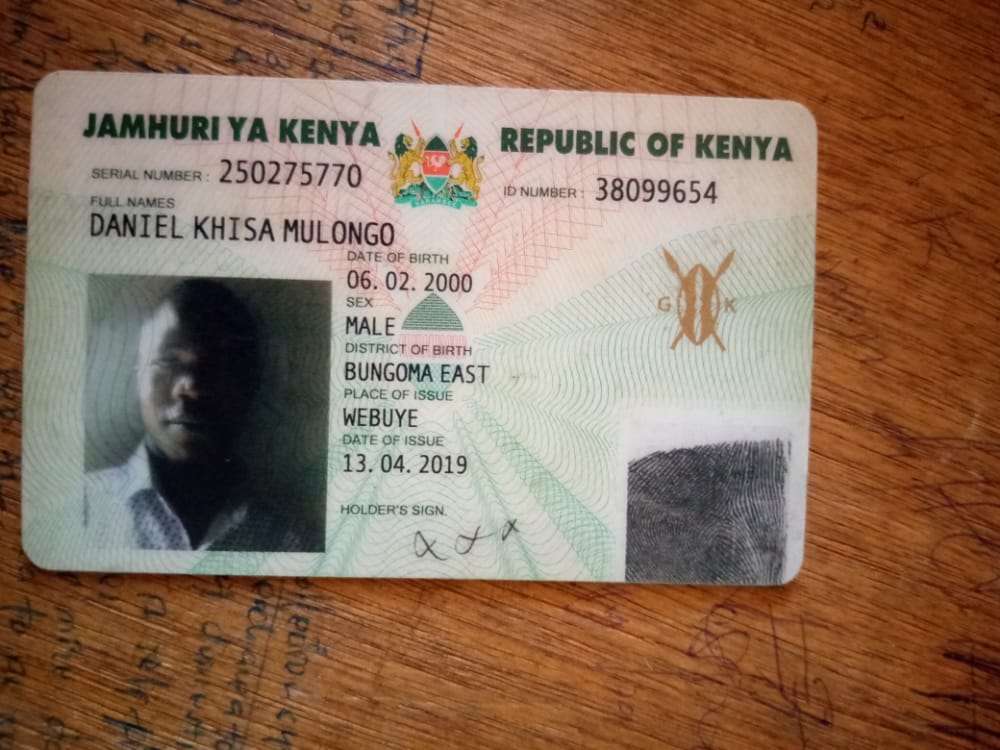 JAMHURI YA KENYA
REPUBLIC OF KENYA
SERIAL NUMBER : 250275770
ID NUMBER : 38099654
FULL NAMES
DANIEL KHISA MULONGO
DATE OF BIRTH
06. 02. 2000
SEX
MALE
DISTRICT OF BIRTH
BUNGOMA EAST
PLACE OF ISSUE
WEBUYE
DATE OF ISSUE
13. 04. 2019
HOLDER'S SIGN.
G K
HARAMBEE